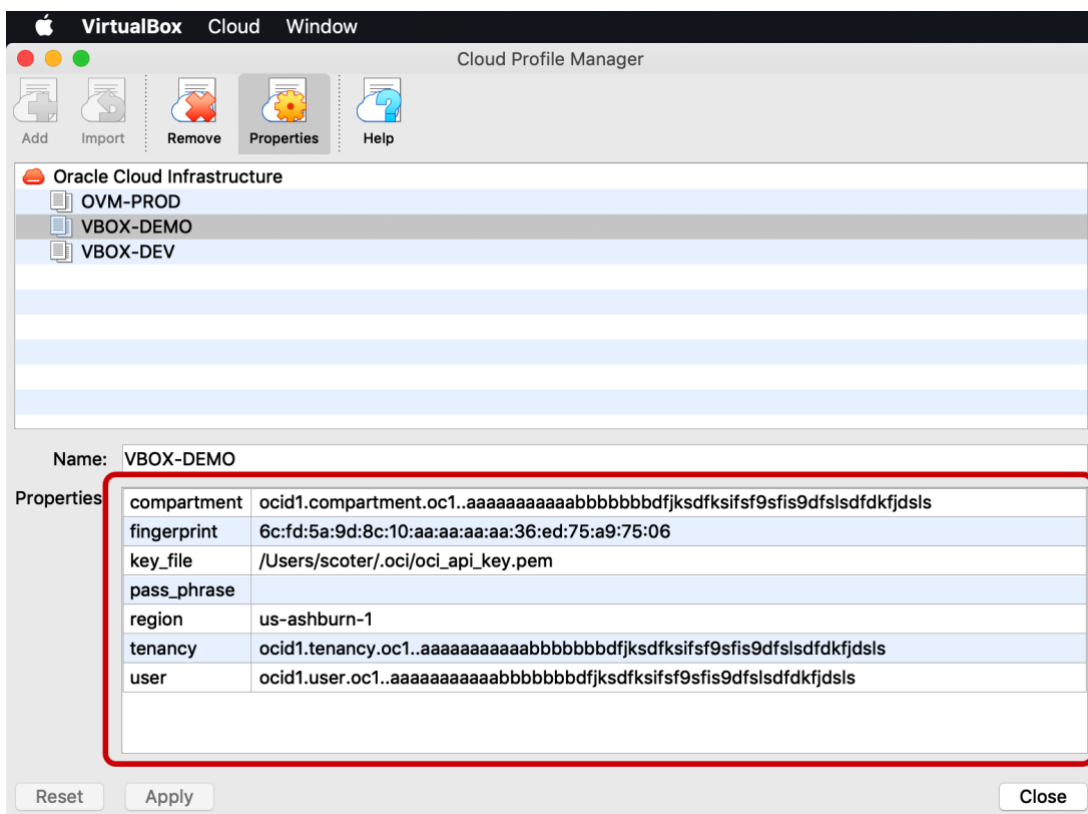 VirtualBox Cloud Window
Cloud Profile Manager
Add Import Remove Properties Help
Oracle Cloud Infrastructure
OVM-PROD
VBOX-DEMO
VBOX-DEV
Name: VBOX-DEMO
Properties
compartment ocid1.compartment.oc1..aaaaaaaaaaabbbbbbbdfjksdfksifsf9sfis9dfslsdfdkfjdsls
fingerprint 6c:fd:5a:9d:8c:10:aa:aa:aa:aa:36:ed:75:a9:75:06
key_file /Users/scoter/.oci/oci_api_key.pem
pass_phrase
region us-ashburn-1
tenancy ocid1.tenancy.oc1..aaaaaaaaaaabbbbbbbdfjksdfksifsf9sfis9dfslsdfdkfjdsls
user ocid1.user.oc1..aaaaaaaaaaabbbbbbbdfjksdfksifsf9sfis9dfslsdfdkfjdsls
Reset Apply Close